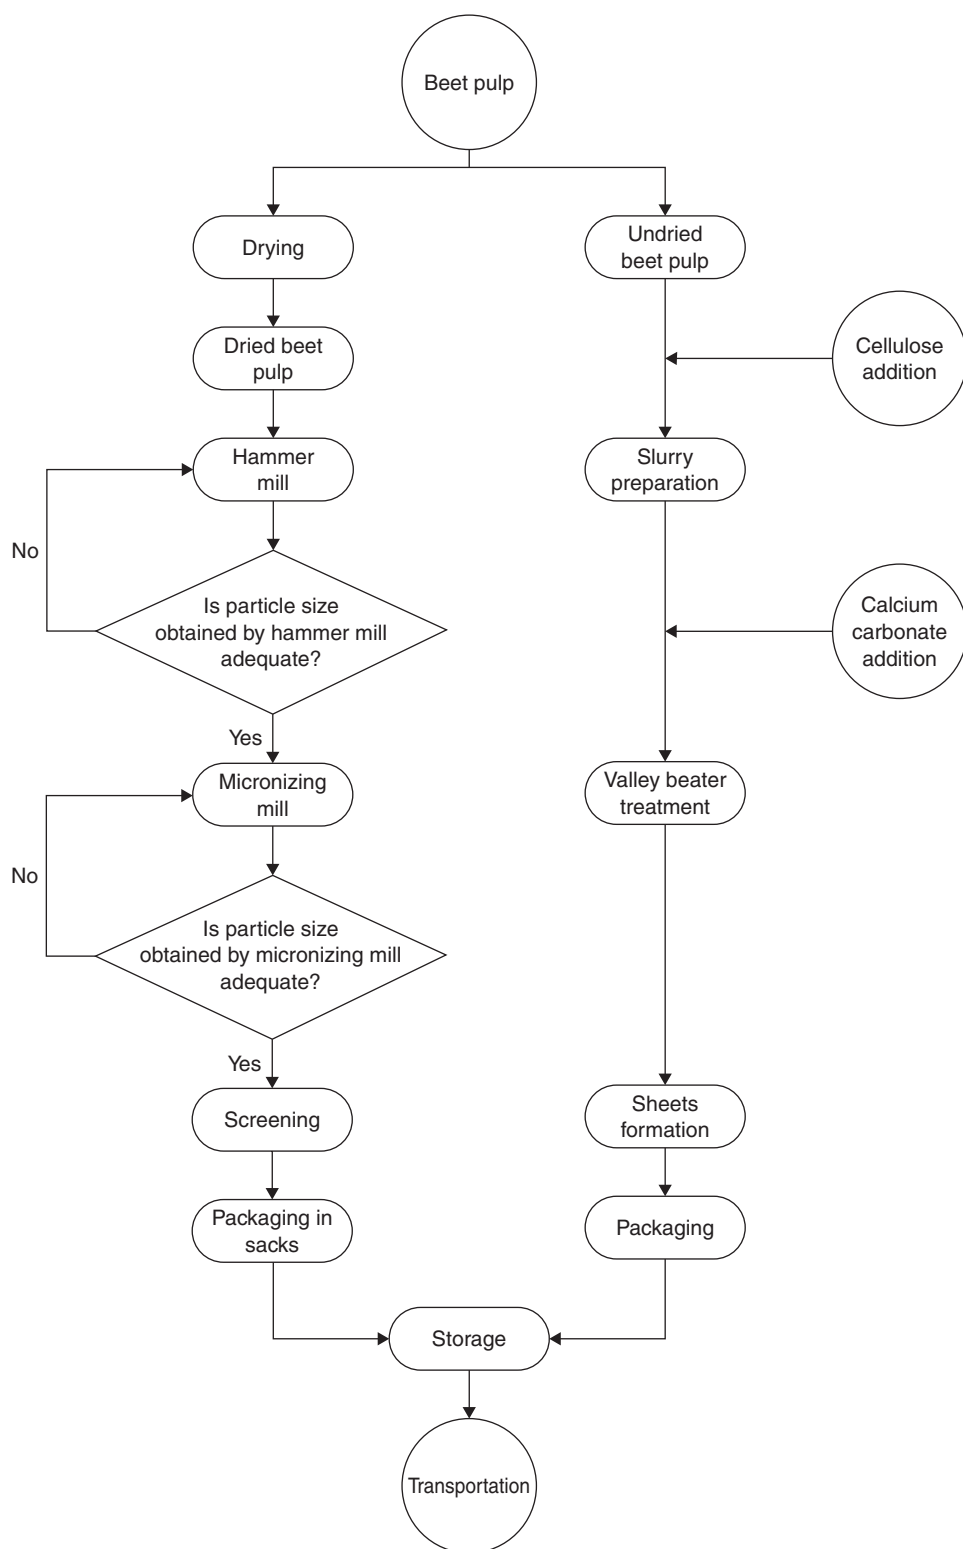 Beet pulp
Drying
Undried
beet pulp
Dried beet
pulp
Cellulose
addition
Hammer
mill
Slurry
preparation
No
Is particle size
obtained by hammer mill
adequate?
Calcium
carbonate
addition
Yes
Micronizing
mill
Valley beater
treatment
No
Is particle size
obtained by micronizing mill
adequate?
Yes
Screening
Sheets
formation
Packaging in
sacks
Packaging
Storage
Transportation